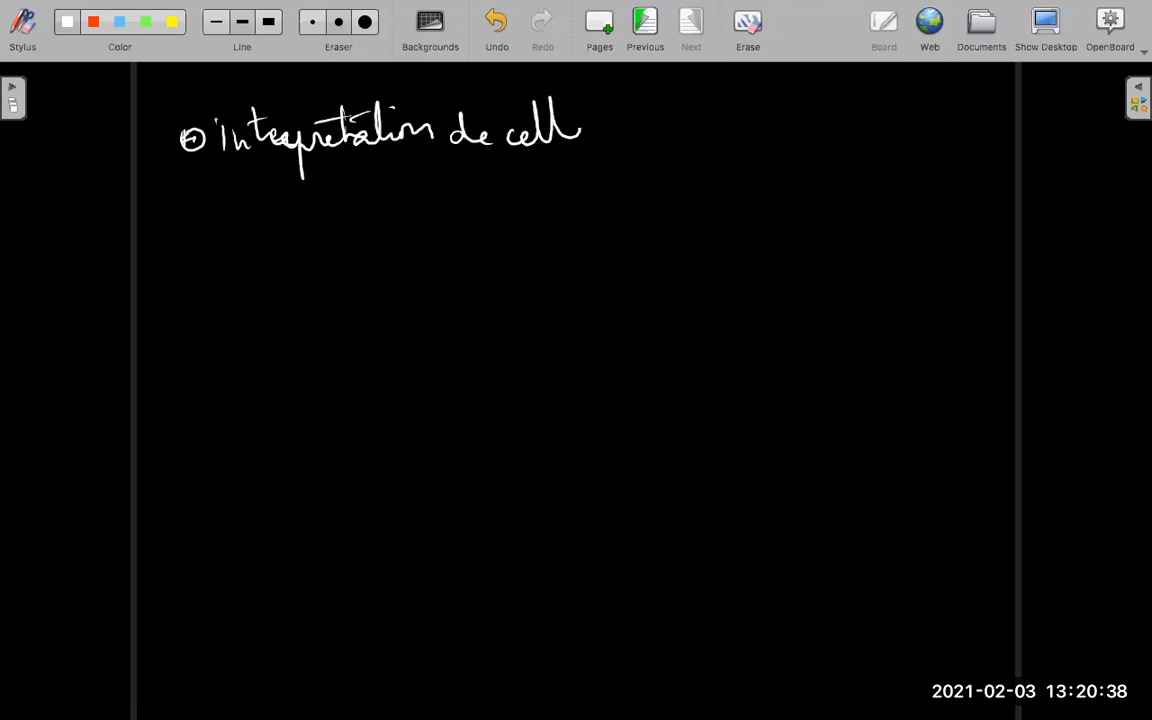 Stylus Color Line Eraser Backgrounds Undo Redo Pages Previous Next Erase Board Web Documents Show Desktop OpenBoard
⊕ interprétation de cell
2021-02-03 13:20:38